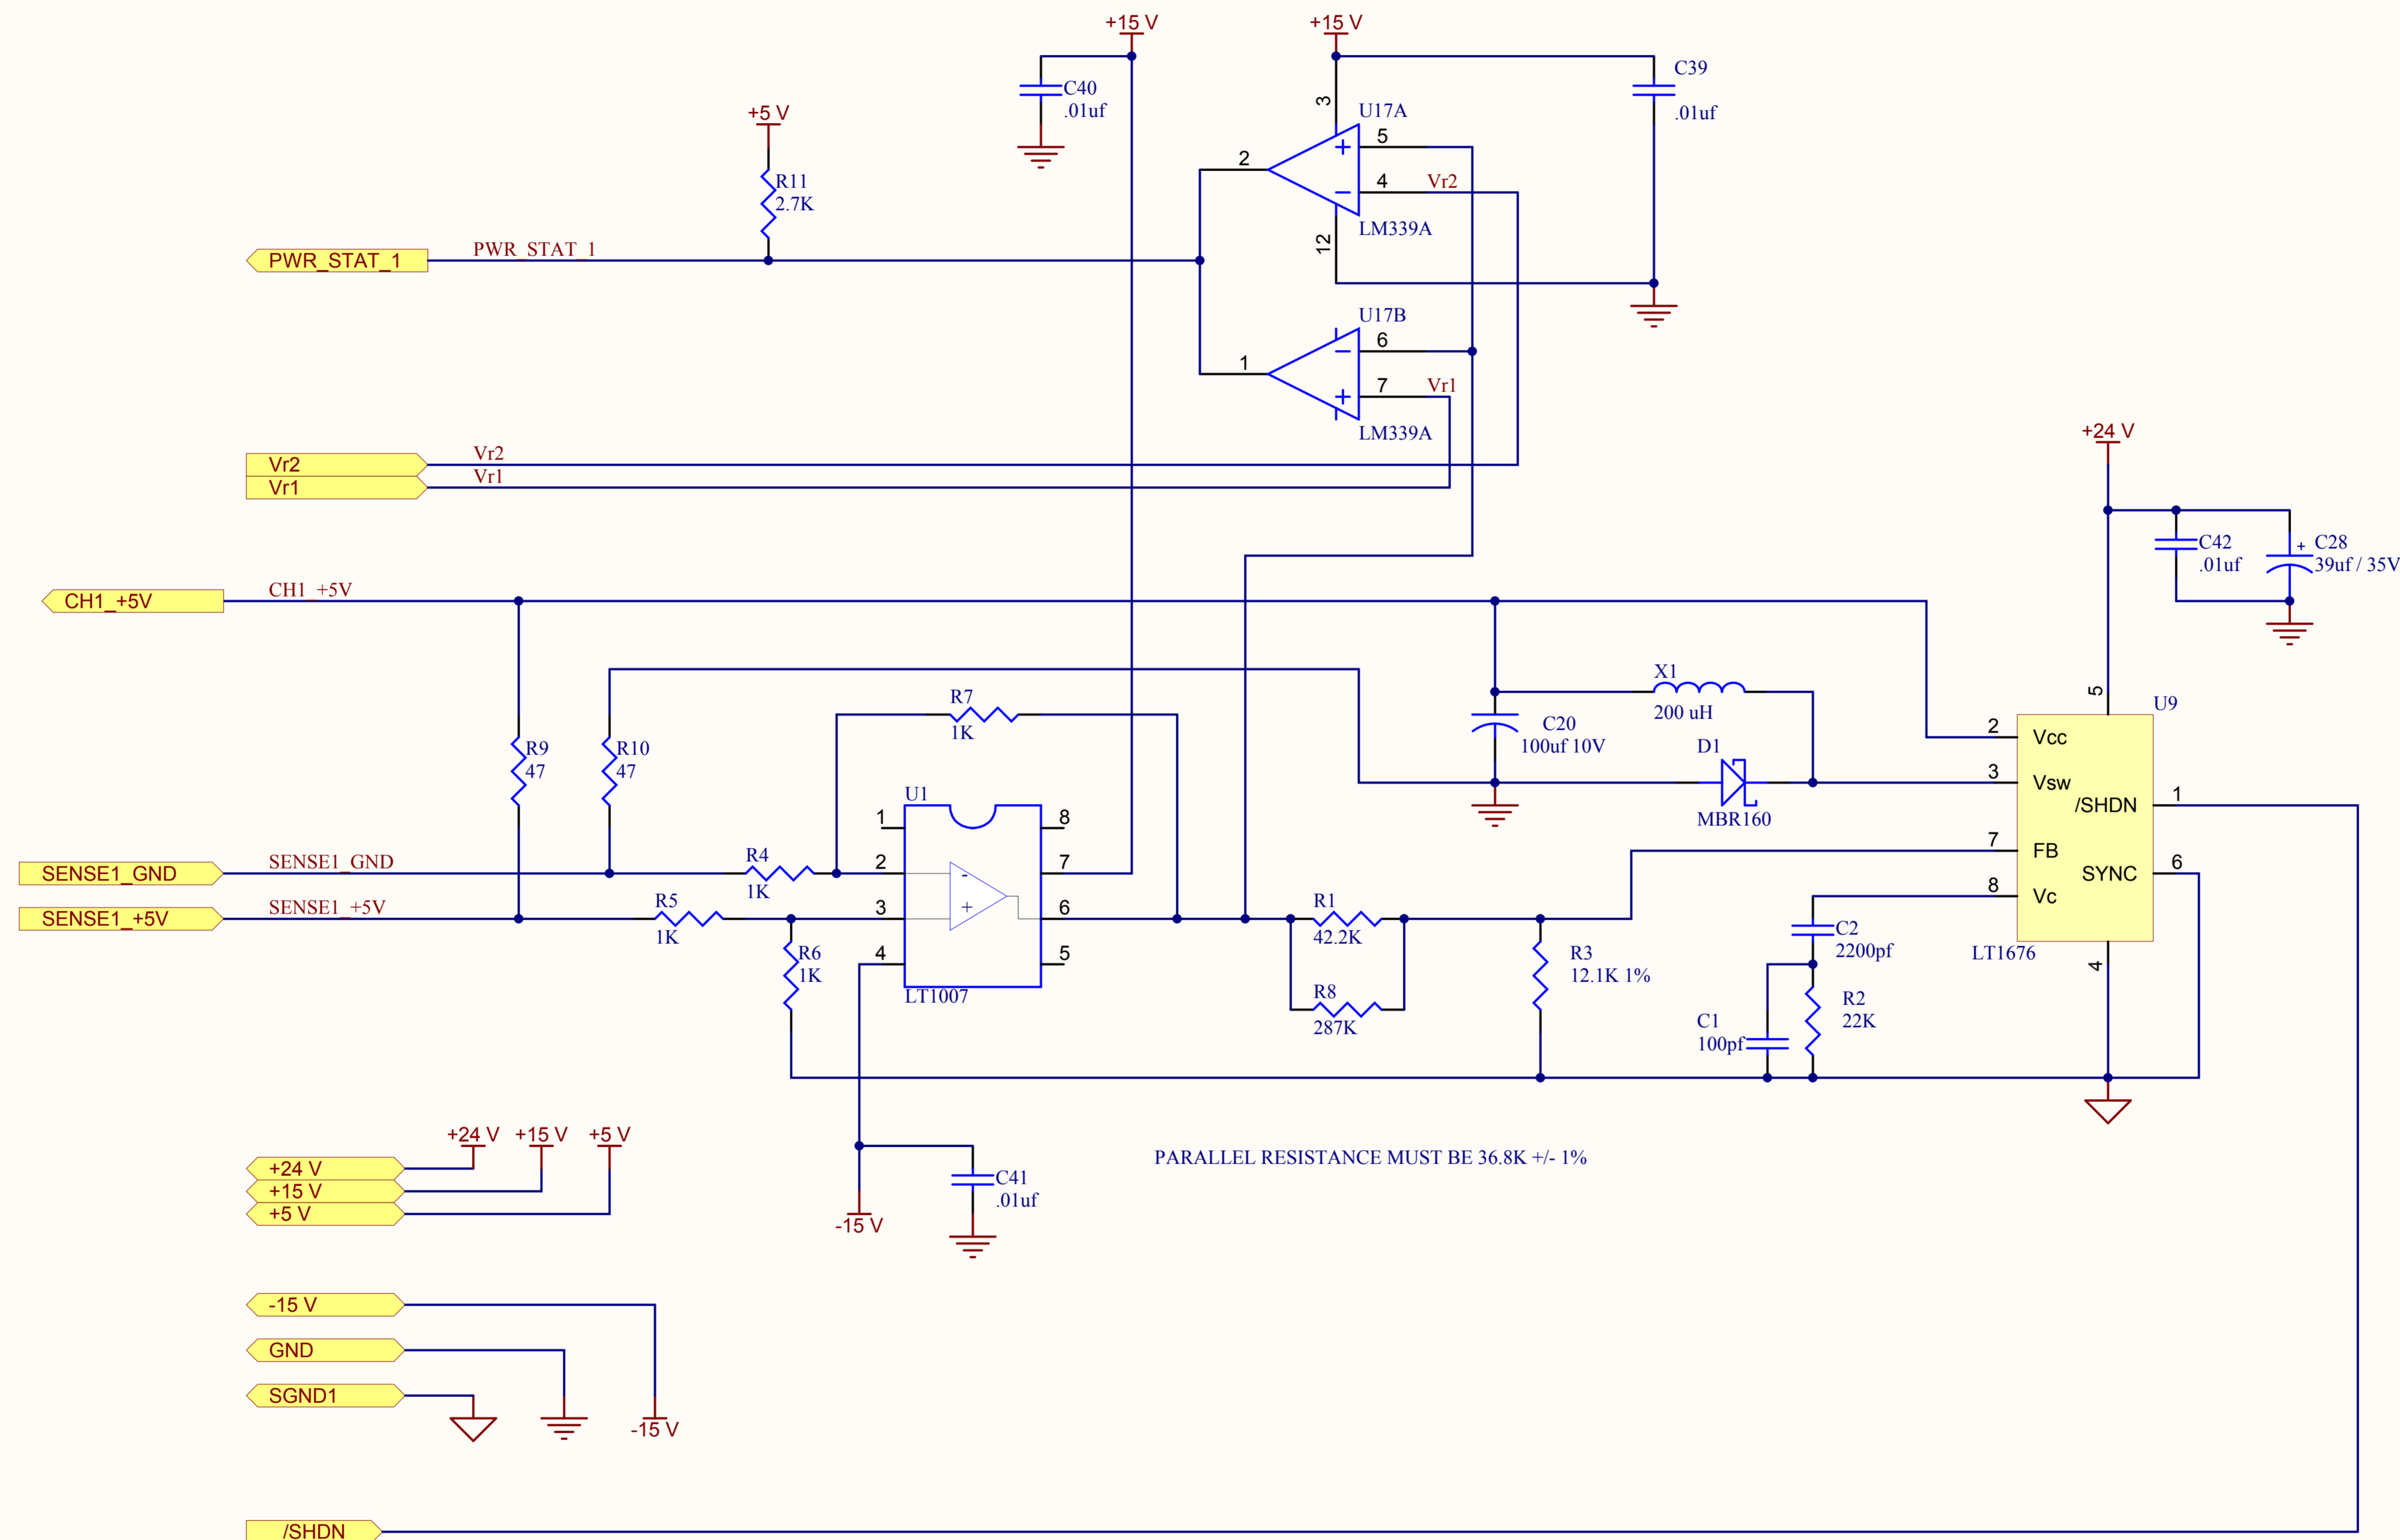 +15 V
+15 V
C40
.01uf
C39
.01uf
+5 V
3
U17A
5
+
2
4
Vr2
−
R11
2.7K
LM339A
12
PWR_STAT_1
PWR_STAT_1
U17B
6
−
1
7
Vr1
+
LM339A
+24 V
Vr2
Vr2
Vr1
Vr1
C42
.01uf
+
C28
39uf / 35V
CH1_+5V
CH1_+5V
X1
200 uH
5
U9
R7
1K
C20
100uf 10V
2
Vcc
R9
47
R10
47
D1
MBR160
3
Vsw
/SHDN
1
U1
1
8
7
FB
SENSE1_GND
SENSE1_GND
R4
1K
2
-
7
SYNC
6
8
Vc
SENSE1_+5V
SENSE1_+5V
R5
1K
3
+
6
R1
42.2K
C2
2200pf
R6
1K
4
5
LT1007
R3
12.1K 1%
LT1676
4
R8
287K
R2
22K
C1
100pf
+24 V
+15 V
+5 V
PARALLEL RESISTANCE MUST BE 36.8K +/- 1%
+24 V
+15 V
+5 V
C41
.01uf
-15 V
-15 V
GND
SGND1
-15 V
/SHDN